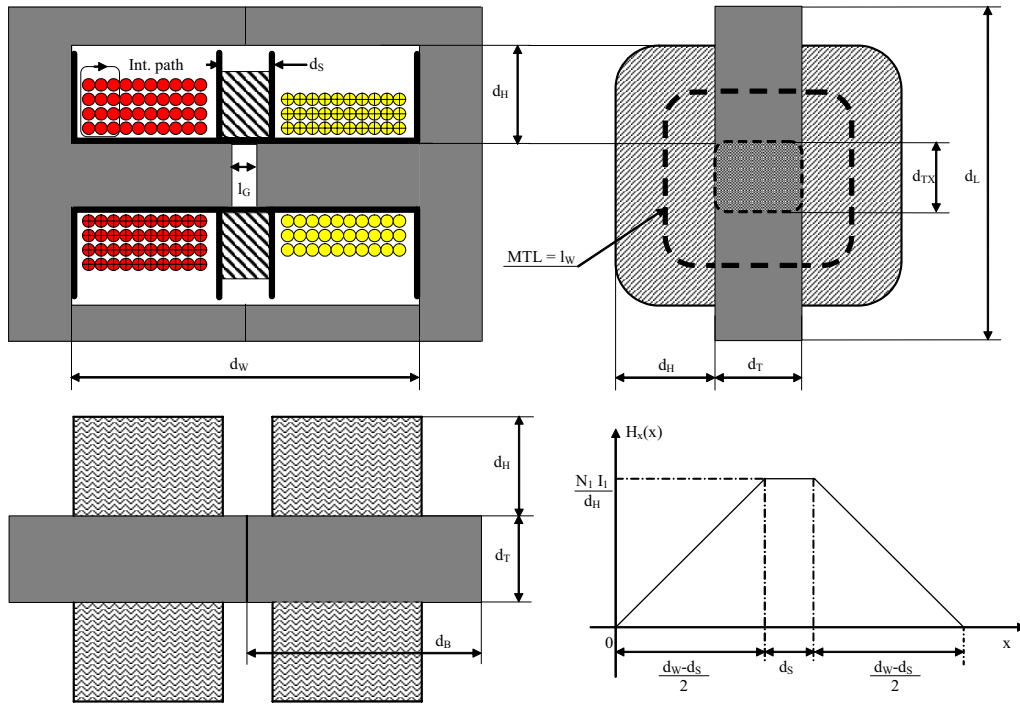 Int. path
dS
lG
dH
dTX
dL
MTL = lW
dW
dH
dT
dH
dT
dB
Hx(x)
N1 I1
dH
0
x
dW-dS
2
dS
dW-dS
2